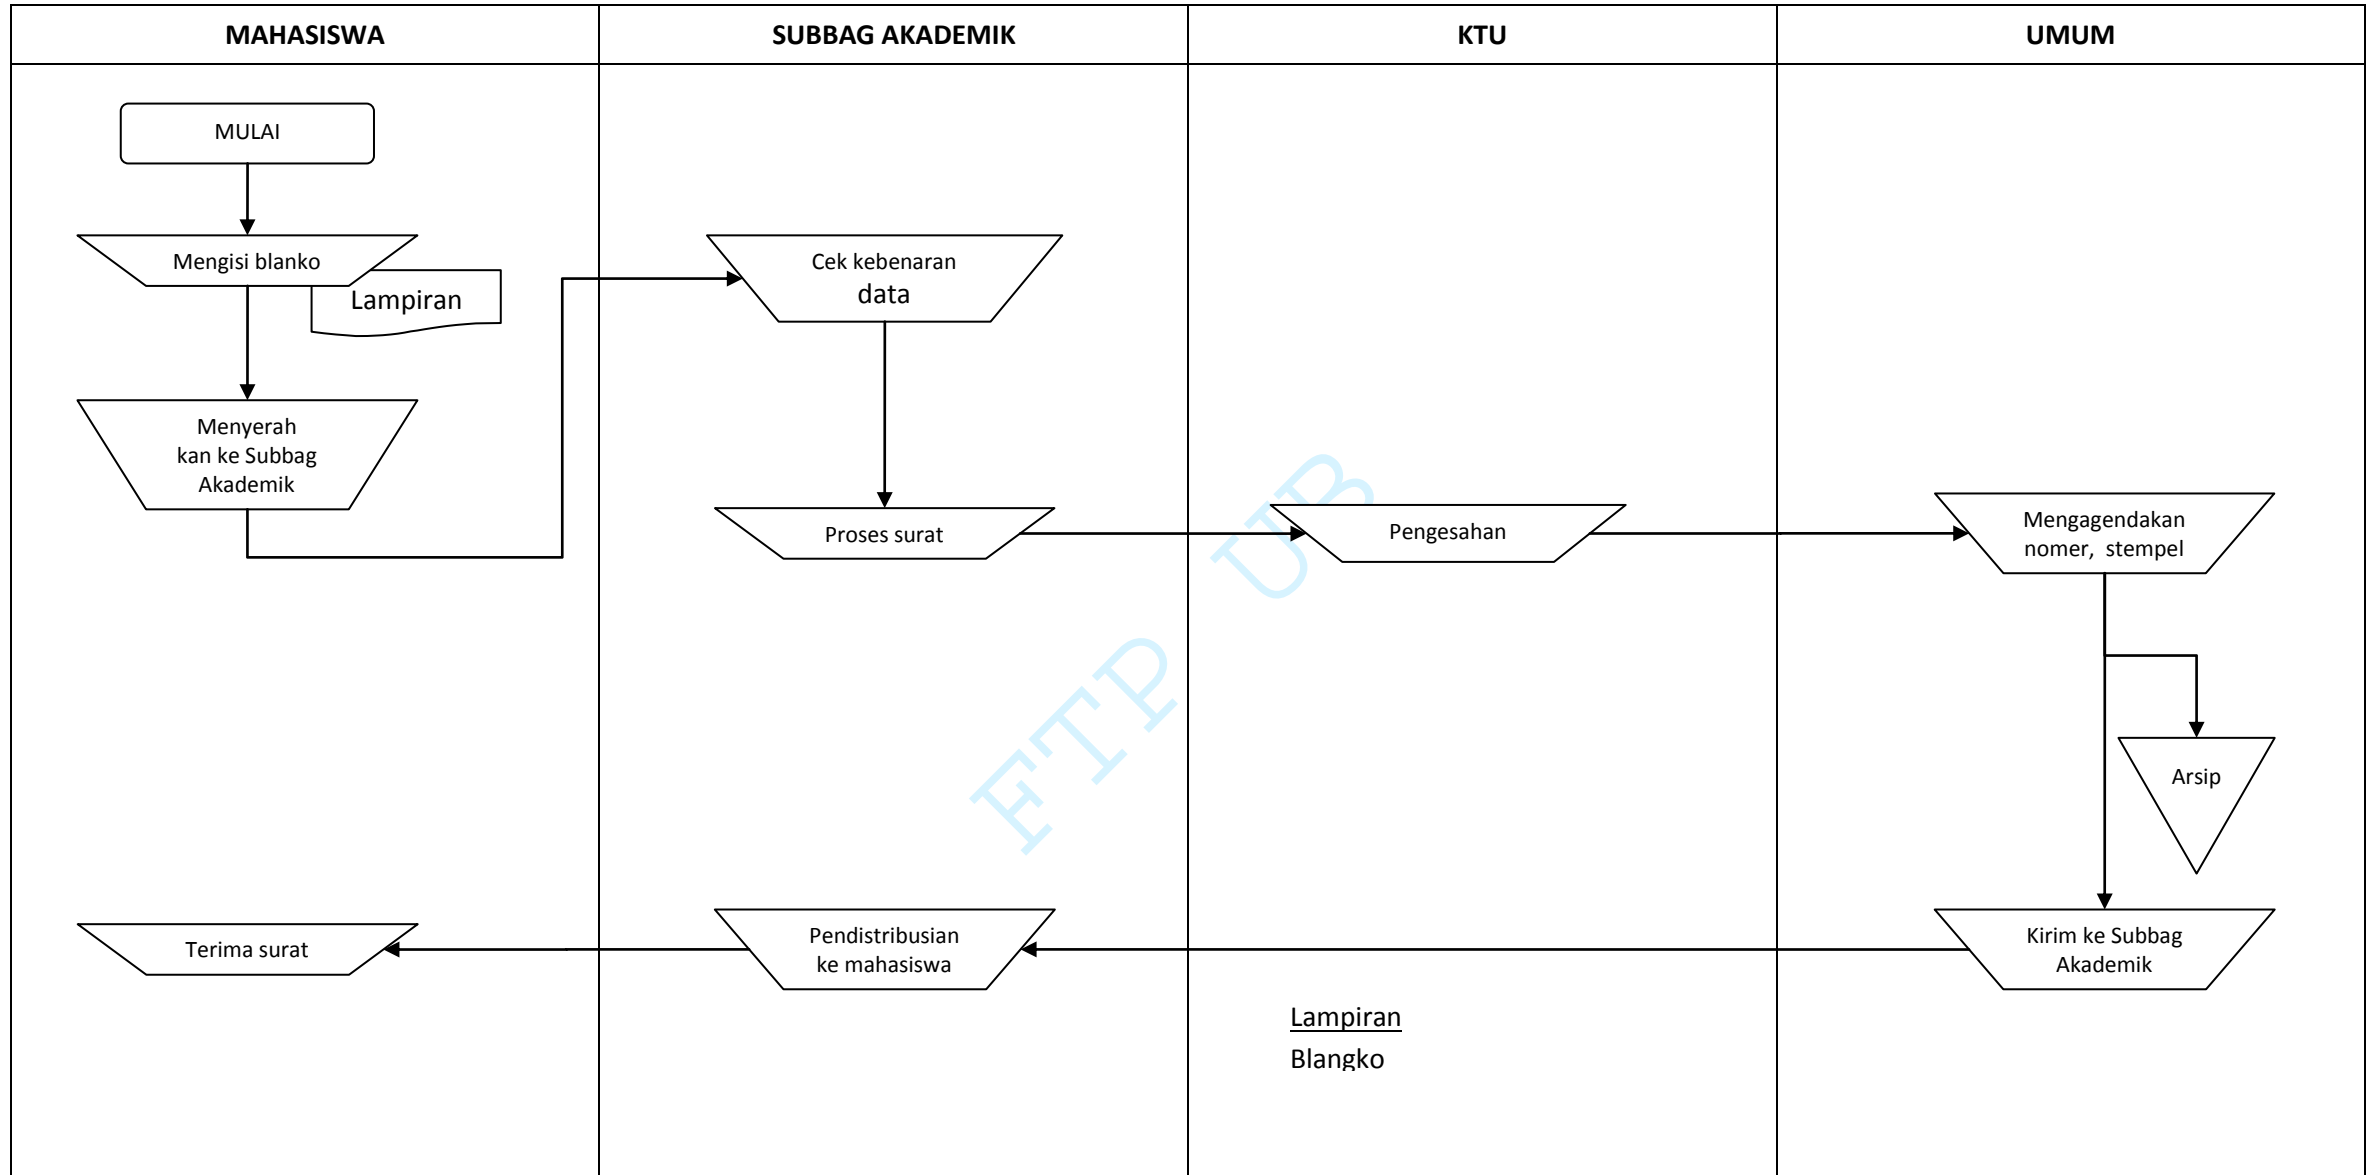 MAHASISWA
SUBBAG AKADEMIK
KTU
UMUM
MULAI
Mengisi blanko
Lampiran
Menyerah
kan ke Subbag
Akademik
Cek kebenaran
data
Proses surat
Pengesahan
Mengagendakan
nomer, stempel
Arsip
Kirim ke Subbag
Akademik
Pendistribusian
ke mahasiswa
Terima surat
Lampiran
Blangko
FTP UB